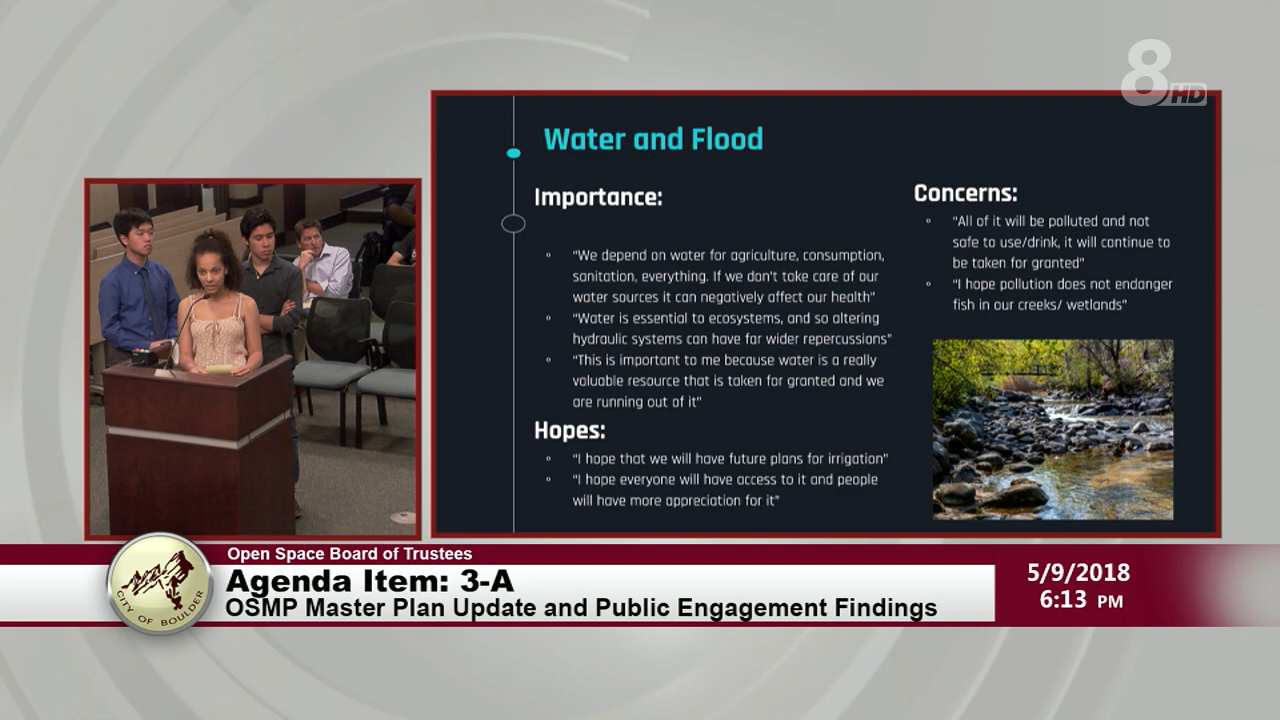 8
HD
Water and Flood
Importance:
"We depend on water for agriculture, consumption,
sanitation, everything. If we don't take care of our
water sources it can negatively affect our health"
"Water is essential to ecosystems, and so altering
hydraulic systems can have far wider repercussions"
"This is important to me because water is a really
valuable resource that is taken for granted and we
are running out of it"
Hopes:
"I hope that we will have future plans for irrigation"
"I hope everyone will have access to it and people
will have more appreciation for it"
Concerns:
"All of it will be polluted and not
safe to use/drink, it will continue to
be taken for granted"
"I hope pollution does not endanger
fish in our creeks/ wetlands"
Open Space Board of Trustees
Agenda Item: 3-A
OSMP Master Plan Update and Public Engagement Findings
CITY OF BOULDER
5/9/2018
6:13 PM